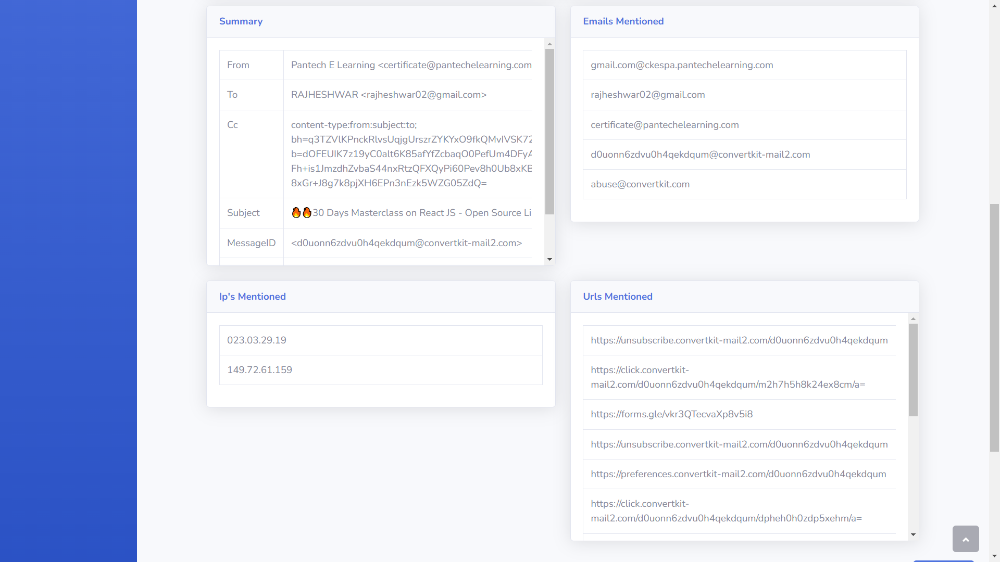 Summary
From
Pantech E Learning <certificate@pantechelearning.com
To
RAJHESHWAR <rajheshwar02@gmail.com>
Cc
content-type:from:subject:to;
bh=q3TZVlKPnckRlvsUqjgUrszrZYKYxO9fkQMvIVSK72
b=dOFEUIK7z19yC0alt6K85afYfZcbaqO0PefUm4DFyA
Fh+is1JmzdhZvbaS44nxRtzQFXQyPi60Pev8h0Ub8xKB
8xGr+J8g7k8pjXH6EPn3nEzk5WZG05ZdQ=
Subject
🔥🔥30 Days Masterclass on React JS - Open Source Li
MessageID
<d0uonn6zdvu0h4qekdqum@convertkit-mail2.com>
Emails Mentioned
gmail.com@ckespa.pantechelearning.com
rajheshwar02@gmail.com
certificate@pantechelearning.com
d0uonn6zdvu0h4qekdqum@convertkit-mail2.com
abuse@convertkit.com
Ip's Mentioned
023.03.29.19
149.72.61.159
Urls Mentioned
https://unsubscribe.convertkit-mail2.com/d0uonn6zdvu0h4qekdqum
https://click.convertkit-
mail2.com/d0uonn6zdvu0h4qekdqum/m2h7h5h8k24ex8cm/a=
https://forms.gle/vkr3QTecvaXp8v5i8
https://unsubscribe.convertkit-mail2.com/d0uonn6zdvu0h4qekdqum
https://preferences.convertkit-mail2.com/d0uonn6zdvu0h4qekdqum
https://click.convertkit-
mail2.com/d0uonn6zdvu0h4qekdqum/dpheh0h0zdp5xehm/a=